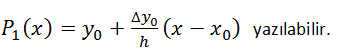 P₁(x) = y₀ + Δy₀/h (x − x₀) yazılabilir.